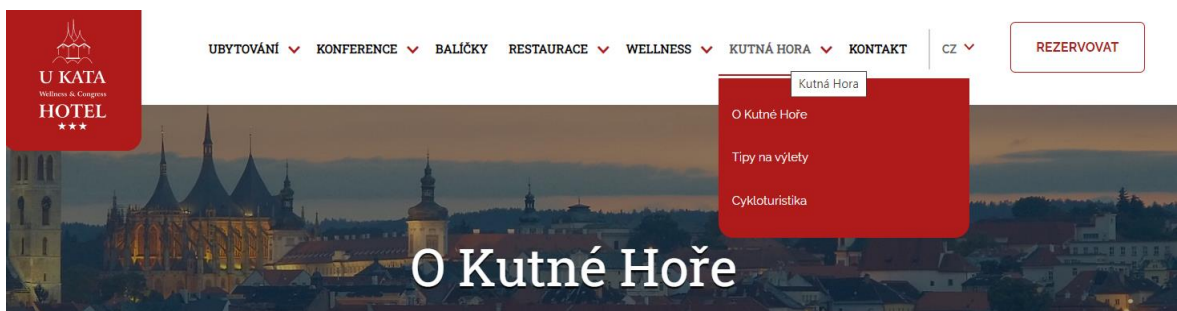 U KATA
Wellness & Congress
HOTEL
★★★
UBYTOVÁNÍ KONFERENCE BALÍČKY RESTAURACE WELLNESS KUTNÁ HORA KONTAKT CZ REZERVOVAT
Kutná Hora
O Kutné Hoře
Tipy na výlety
Cykloturistika
O Kutné Hoře